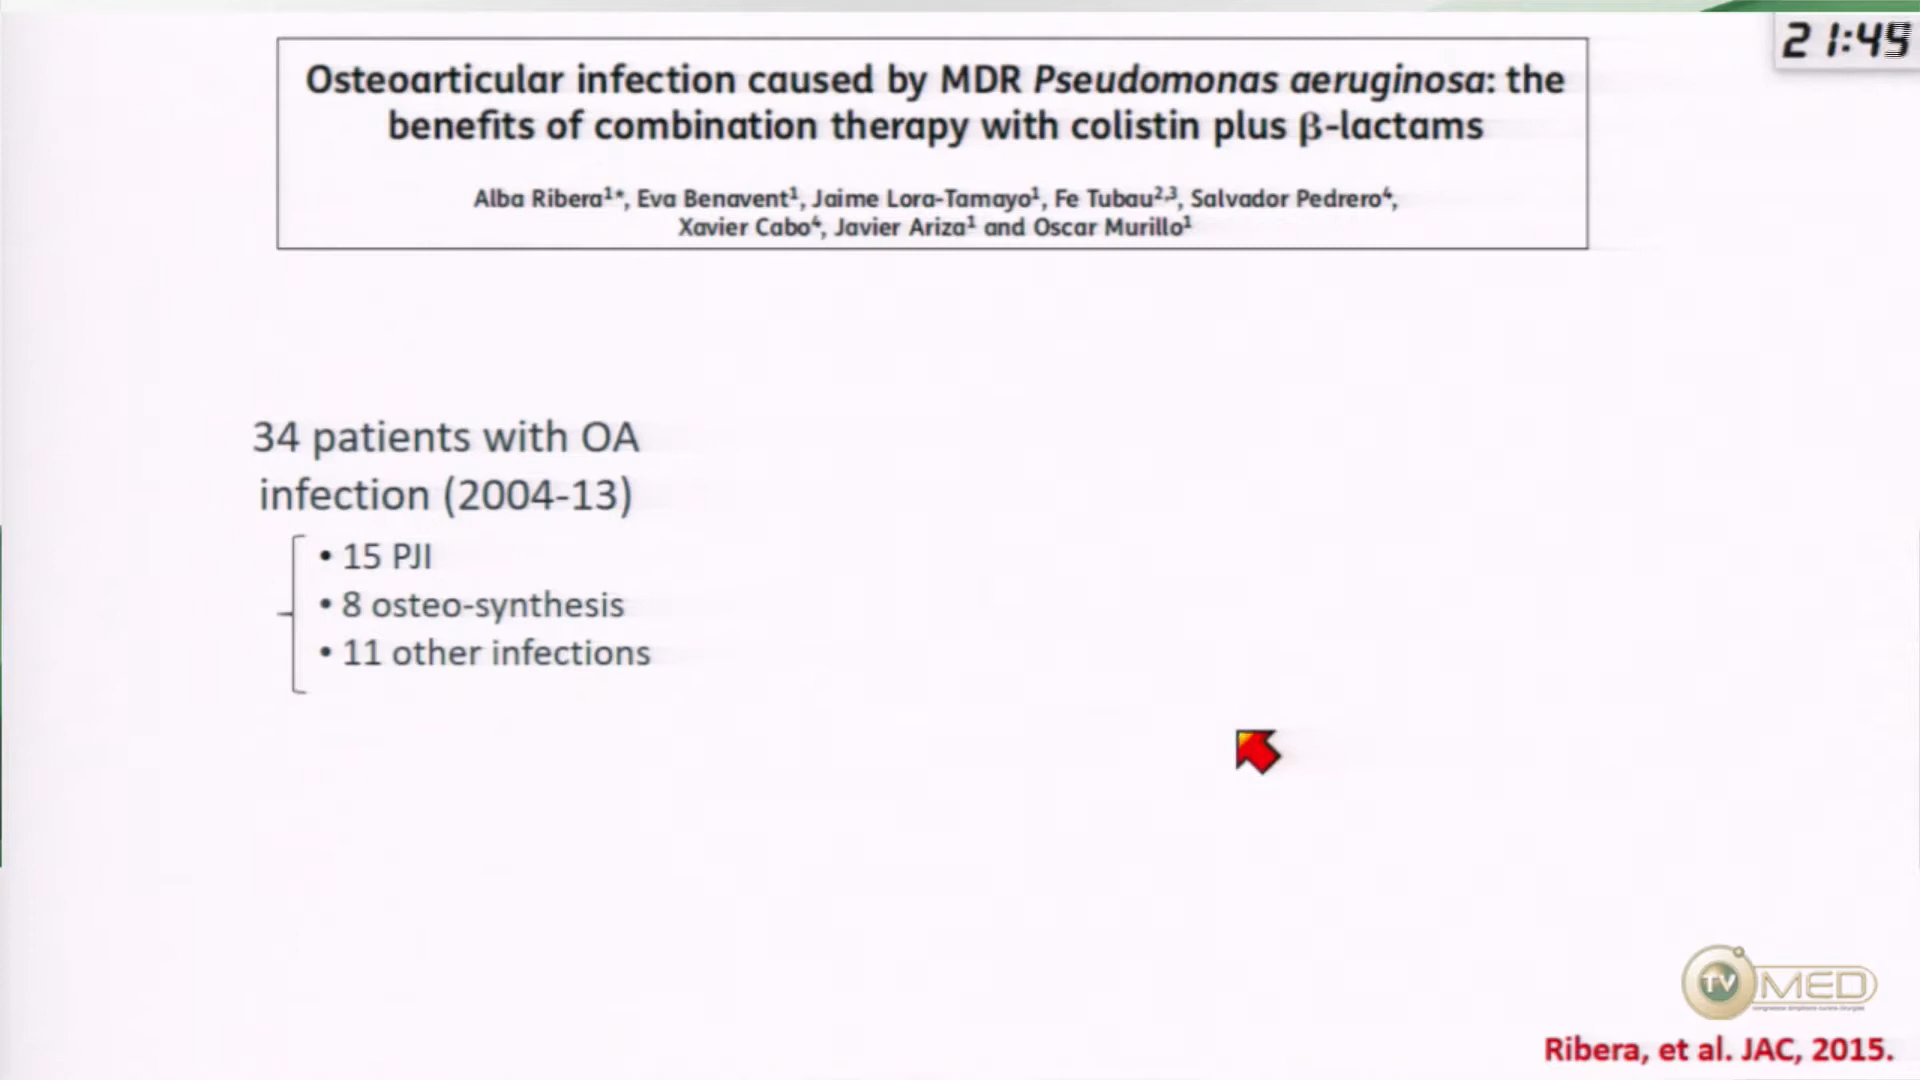 21:45
Osteoarticular infection caused by MDR Pseudomonas aeruginosa: the
benefits of combination therapy with colistin plus β-lactams
Alba Ribera¹*, Eva Benavent¹, Jaime Lora-Tamayo¹, Fe Tubau²,³, Salvador Pedrero⁴,
Xavier Cabo⁴, Javier Ariza¹ and Oscar Murillo¹
34 patients with OA
infection (2004-13)
• 15 PJI
• 8 osteo-synthesis
• 11 other infections
TV MED
Ribera, et al. JAC, 2015.